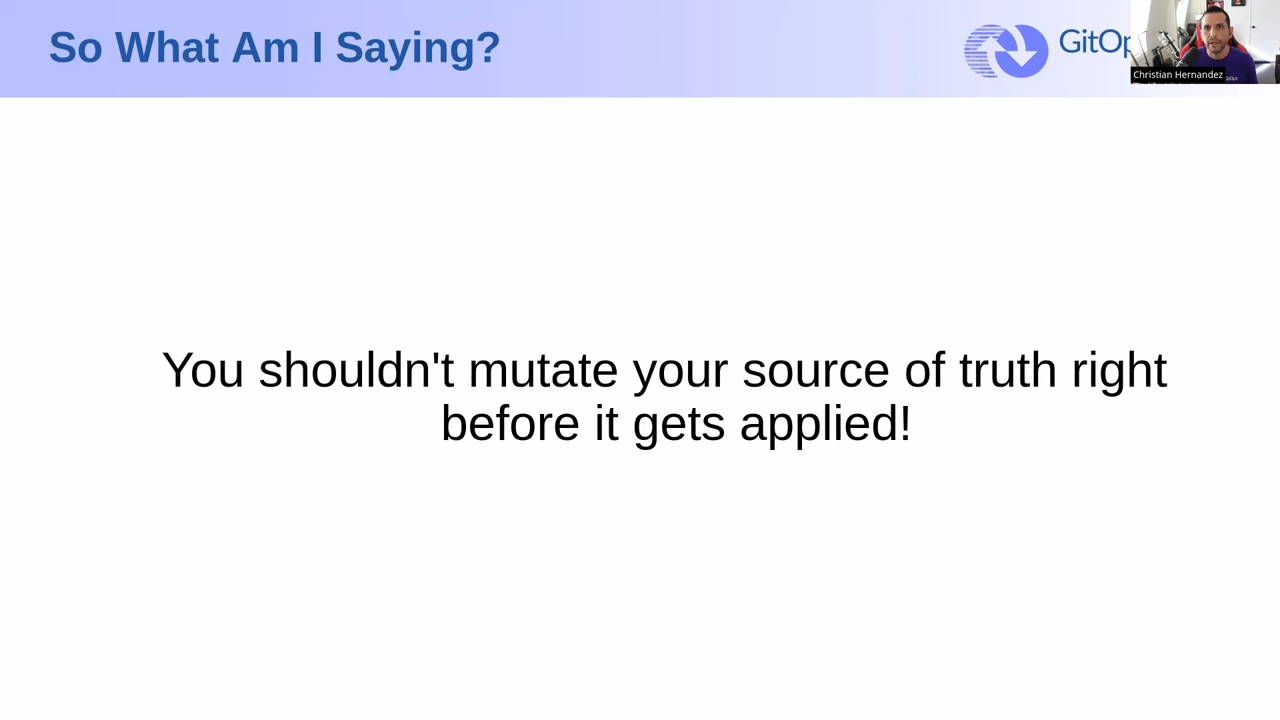 So What Am I Saying?
GitOp
Christian Hernandez
You shouldn't mutate your source of truth right
before it gets applied!